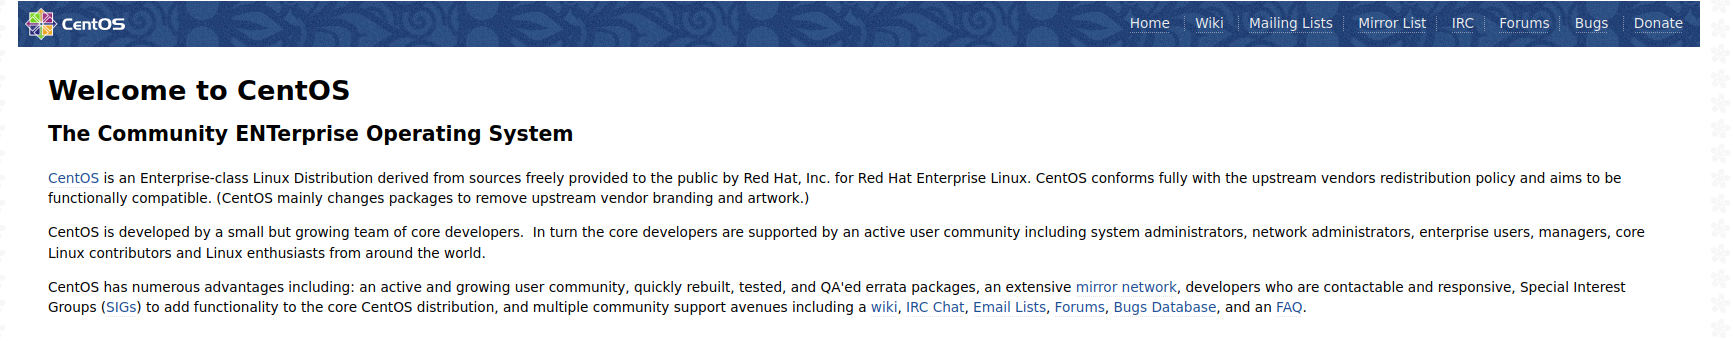 CentOS
Home Wiki Mailing Lists Mirror List IRC Forums Bugs Donate
Welcome to CentOS
The Community ENTerprise Operating System
CentOS is an Enterprise-class Linux Distribution derived from sources freely provided to the public by Red Hat, Inc. for Red Hat Enterprise Linux. CentOS conforms fully with the upstream vendors redistribution policy and aims to be
functionally compatible. (CentOS mainly changes packages to remove upstream vendor branding and artwork.)
CentOS is developed by a small but growing team of core developers.  In turn the core developers are supported by an active user community including system administrators, network administrators, enterprise users, managers, core
Linux contributors and Linux enthusiasts from around the world.
CentOS has numerous advantages including: an active and growing user community, quickly rebuilt, tested, and QA'ed errata packages, an extensive mirror network, developers who are contactable and responsive, Special Interest
Groups (SIGs) to add functionality to the core CentOS distribution, and multiple community support avenues including a wiki, IRC Chat, Email Lists, Forums, Bugs Database, and an FAQ.